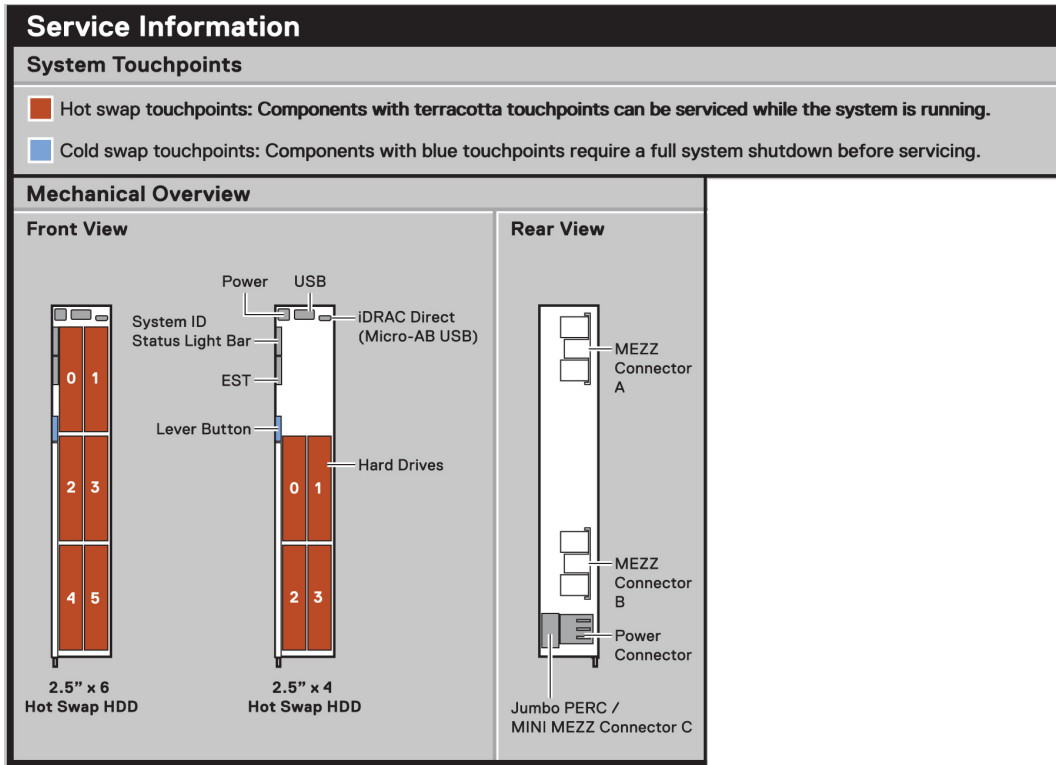 Service Information
System Touchpoints
Hot swap touchpoints: Components with terracotta touchpoints can be serviced while the system is running.
Cold swap touchpoints: Components with blue touchpoints require a full system shutdown before servicing.
Mechanical Overview
Front View
Power
USB
System ID
Status Light Bar
iDRAC Direct
(Micro-AB USB)
EST
Lever Button
Hard Drives
0 1
2 3
4 5
0 1
2 3
2.5” x 6
Hot Swap HDD
2.5” x 4
Hot Swap HDD
Rear View
MEZZ
Connector
A
MEZZ
Connector
B
Power
Connector
Jumbo PERC /
MINI MEZZ Connector C